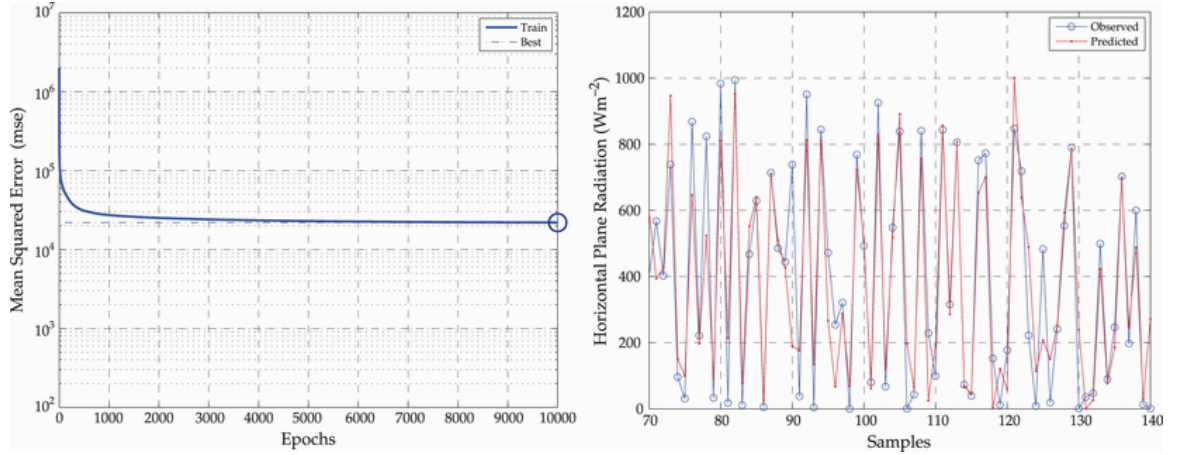 10^7
10^6
10^5
10^4
10^3
10^2
Mean Squared Error (mse)
0 1000 2000 3000 4000 5000 6000 7000 8000 9000 10000
Epochs
Train
Best
1200
1000
800
600
400
200
0
Horizontal Plane Radiation (Wm⁻²)
70 80 90 100 110 120 130 140
Samples
Observed
Predicted